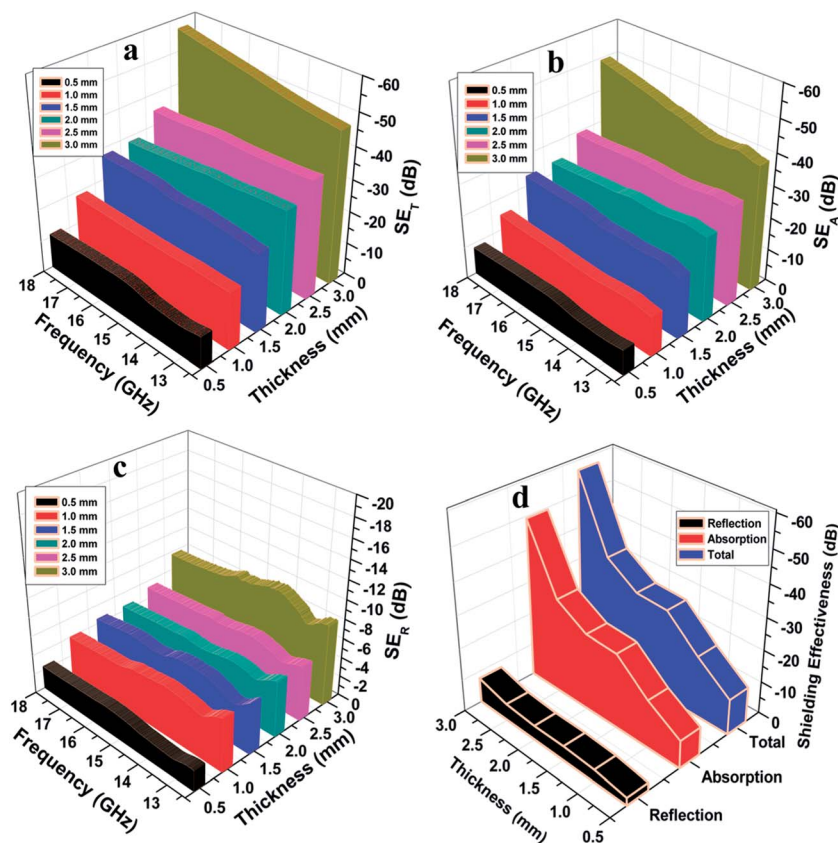 a
0.5 mm
1.0 mm
1.5 mm
2.0 mm
2.5 mm
3.0 mm
-60
-50
-40
-30
-20
-10
0
SE_T (dB)
18
17
16
15
14
13
Frequency (GHz)
0.5
1.0
1.5
2.0
2.5
3.0
Thickness (mm)
b
0.5 mm
1.0 mm
1.5 mm
2.0 mm
2.5 mm
3.0 mm
-60
-50
-40
-30
-20
-10
0
SE_A (dB)
18
17
16
15
14
13
Frequency (GHz)
0.5
1.0
1.5
2.0
2.5
3.0
Thickness (mm)
c
0.5 mm
1.0 mm
1.5 mm
2.0 mm
2.5 mm
3.0 mm
-20
-18
-16
-14
-12
-10
-8
-6
-4
-2
0
SE_R (dB)
18
17
16
15
14
13
Frequency (GHz)
0.5
1.0
1.5
2.0
2.5
3.0
Thickness (mm)
d
Reflection
Absorption
Total
-60
-50
-40
-30
-20
-10
0
Shielding Effectiveness (dB)
3.0
2.5
2.0
1.5
1.0
0.5
Thickness (mm)
Total
Absorption
Reflection